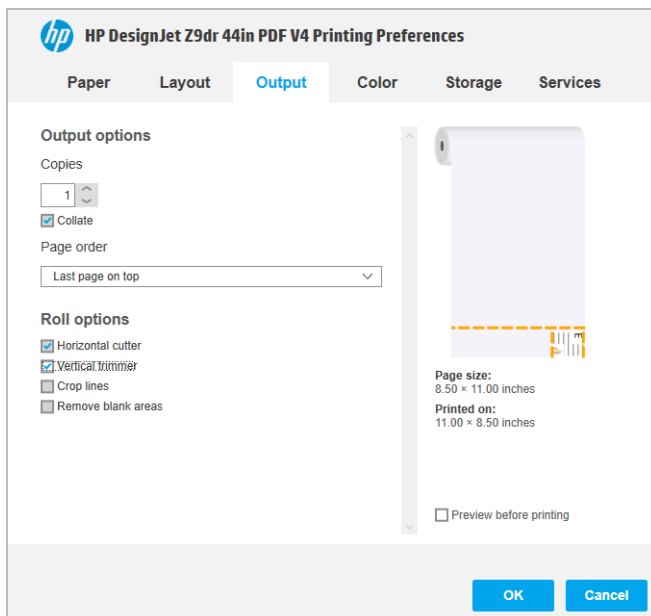 hp HP DesignJet Z9dr 44in PDF V4 Printing Preferences
Paper Layout Output Color Storage Services
Output options
Copies
1
Collate
Page order
Last page on top
Roll options
Horizontal cutter
Vertical trimmer
Crop lines
Remove blank areas
E
Page size:
8.50 × 11.00 inches
Printed on:
11.00 × 8.50 inches
Preview before printing
OK Cancel